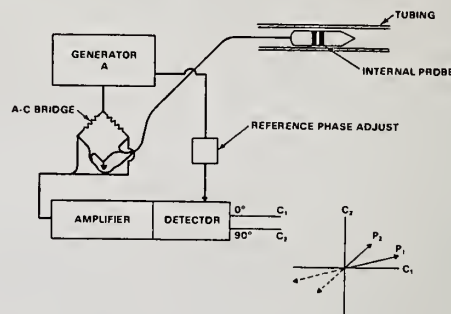 TUBING
GENERATOR
A
INTERNAL PROBE
A-C BRIDGE
REFERENCE PHASE ADJUST
AMPLIFIER
DETECTOR
0°
C₁
90°
C₂
C₂
P₂
P₁
C₁